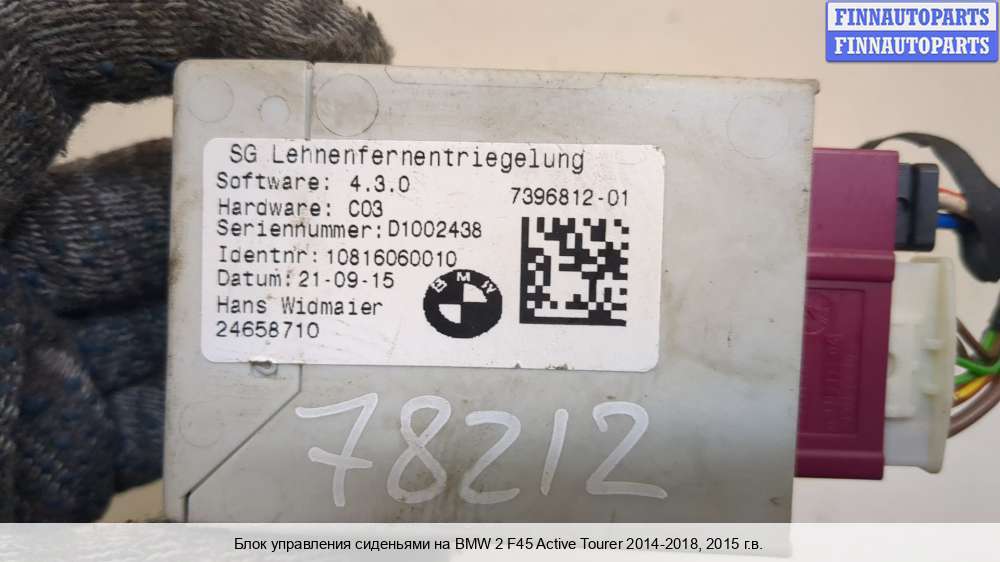 FINNAUTOPARTS
FINNAUTOPARTS
SG Lehnenfernentriegelung
Software: 4.3.0
7396812-01
Hardware: C03
Seriennummer: D1002438
Identnr: 10816060010
Datum: 21-09-15
BMW
Hans Widmaier
24658710
78212
Блок управления сиденьями на BMW 2 F45 Active Tourer 2014-2018, 2015 г.в.